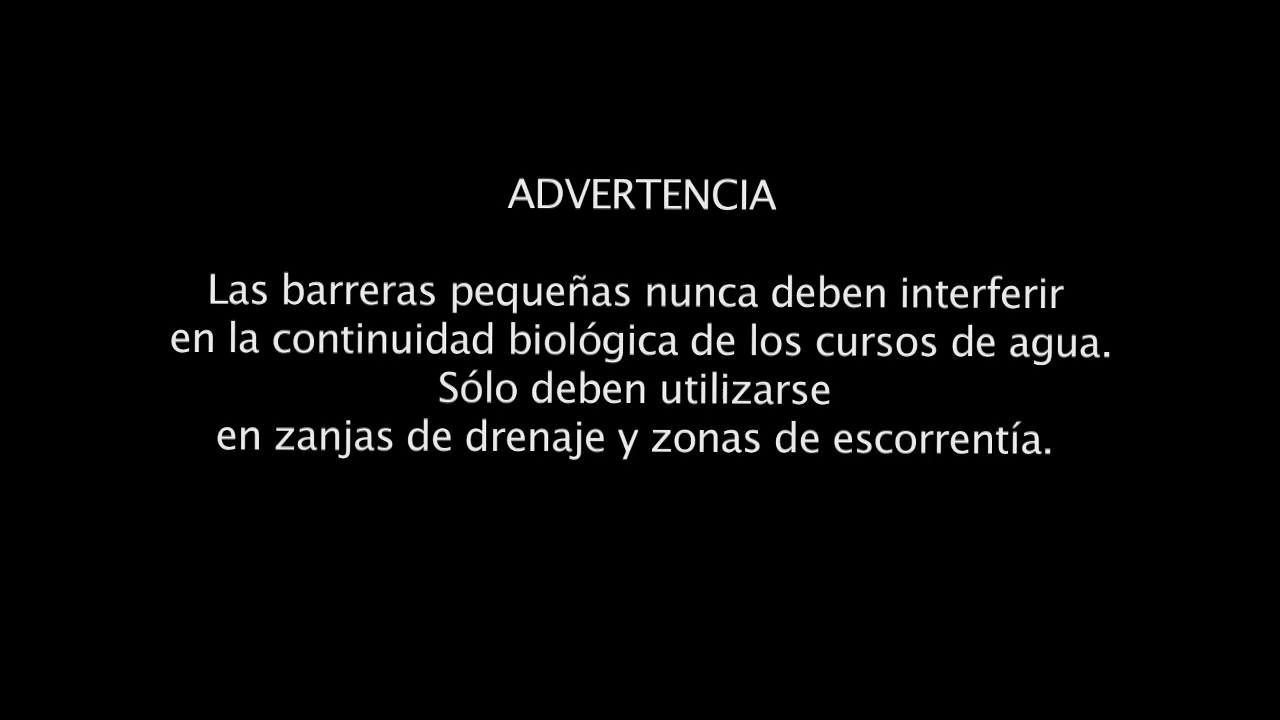 ADVERTENCIA
Las barreras pequeñas nunca deben interferir
en la continuidad biológica de los cursos de agua.
Sólo deben utilizarse
en zanjas de drenaje y zonas de escorrentía.